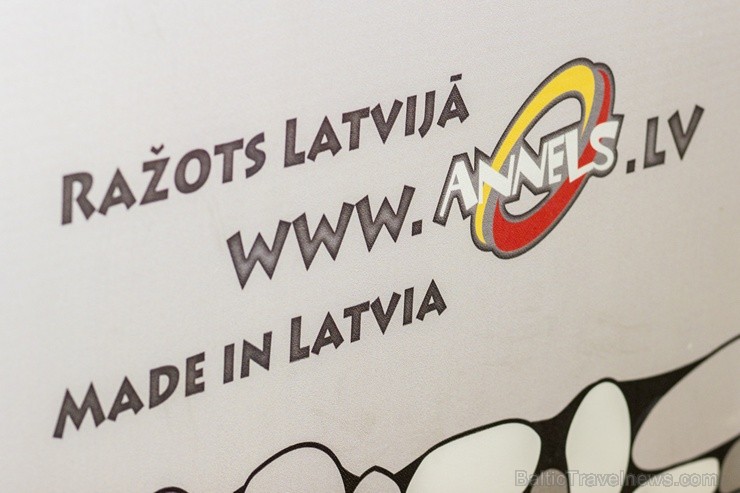 RAŽOTS LATVIJĀ
WWW.ANNELS.LV
MADE IN LATVIA
BalticTravelnews.com